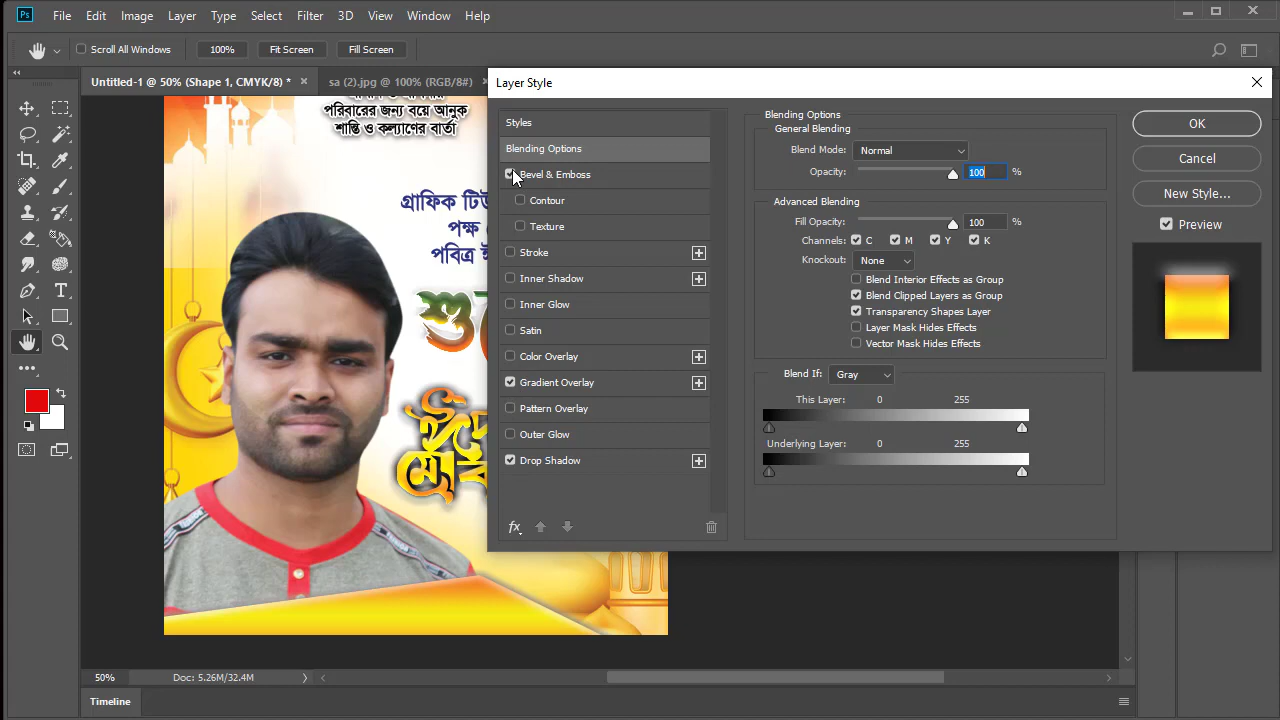 Ps File Edit Image Layer Type Select Filter 3D View Window Help
Scroll All Windows 100% Fit Screen Fill Screen
Untitled-1 @ 50% (Shape 1, CMYK/8) * sa (2).jpg @ 100% (RGB/8#)
পরিবারের জন্য বয়ে আনুক
শান্তি ও কল্যাণের বার্তা
গ্রাফিক টিউ
পক্ষ
পবিত্র ঈ
Layer Style
Styles
Blending Options
Bevel & Emboss
Contour
Texture
Stroke
Inner Shadow
Inner Glow
Satin
Color Overlay
Gradient Overlay
Pattern Overlay
Outer Glow
Drop Shadow
fx
Blending Options
General Blending
Blend Mode: Normal
Opacity: 100 %
Advanced Blending
Fill Opacity: 100 %
Channels: C M Y K
Knockout: None
Blend Interior Effects as Group
Blend Clipped Layers as Group
Transparency Shapes Layer
Layer Mask Hides Effects
Vector Mask Hides Effects
Blend If: Gray
This Layer: 0 255
Underlying Layer: 0 255
OK
Cancel
New Style...
Preview
50% Doc: 5.26M/32.4M
Timeline